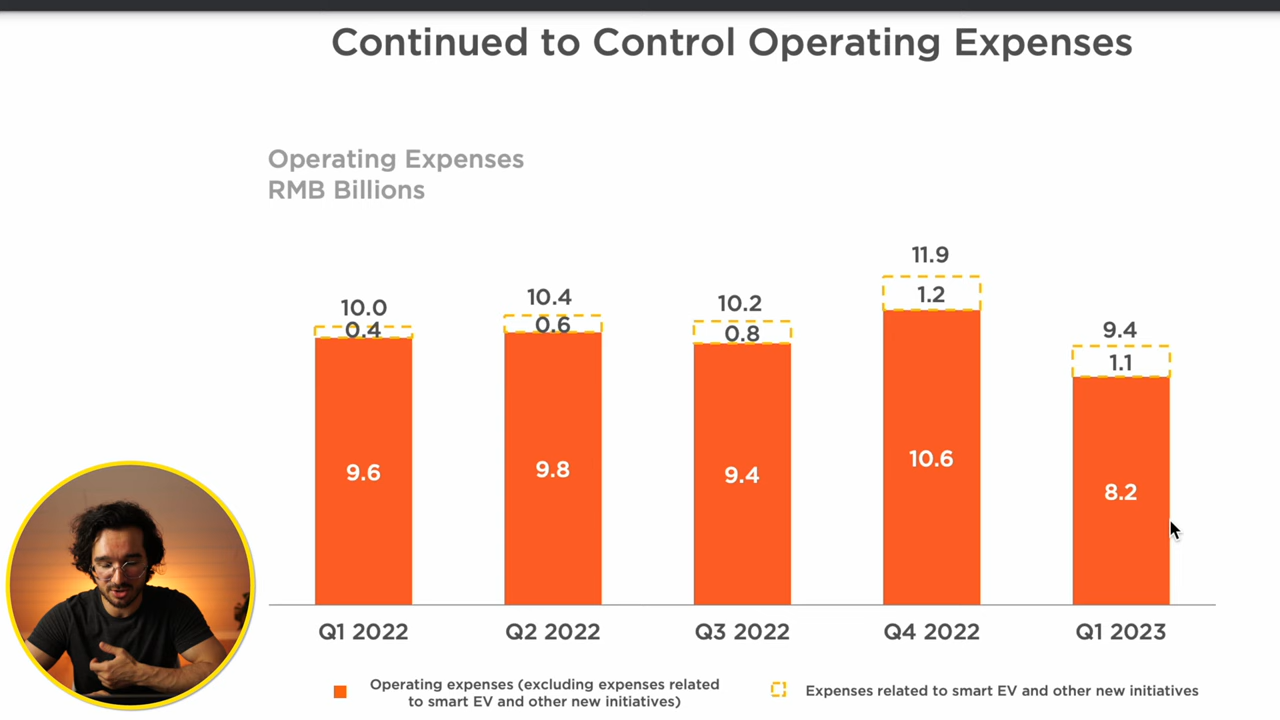 Continued to Control Operating Expenses
Operating Expenses
RMB Billions
10.0
0.4
9.6
10.4
0.6
9.8
10.2
0.8
9.4
11.9
1.2
10.6
9.4
1.1
8.2
Q1 2022
Q2 2022
Q3 2022
Q4 2022
Q1 2023
Operating expenses (excluding expenses related
to smart EV and other new initiatives)
Expenses related to smart EV and other new initiatives